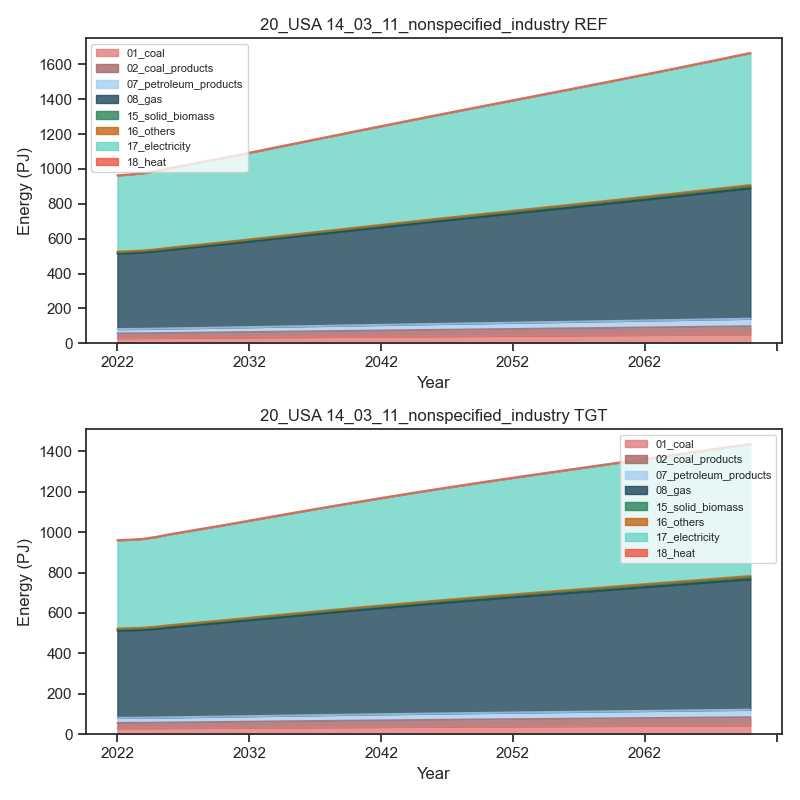 20_USA 14_03_11_nonspecified_industry REF
01_coal
02_coal_products
07_petroleum_products
08_gas
15_solid_biomass
16_others
17_electricity
18_heat
Energy (PJ)
1600
1400
1200
1000
800
600
400
200
0
2022 2032 2042 2052 2062
Year
20_USA 14_03_11_nonspecified_industry TGT
01_coal
02_coal_products
07_petroleum_products
08_gas
15_solid_biomass
16_others
17_electricity
18_heat
Energy (PJ)
1400
1200
1000
800
600
400
200
0
2022 2032 2042 2052 2062
Year